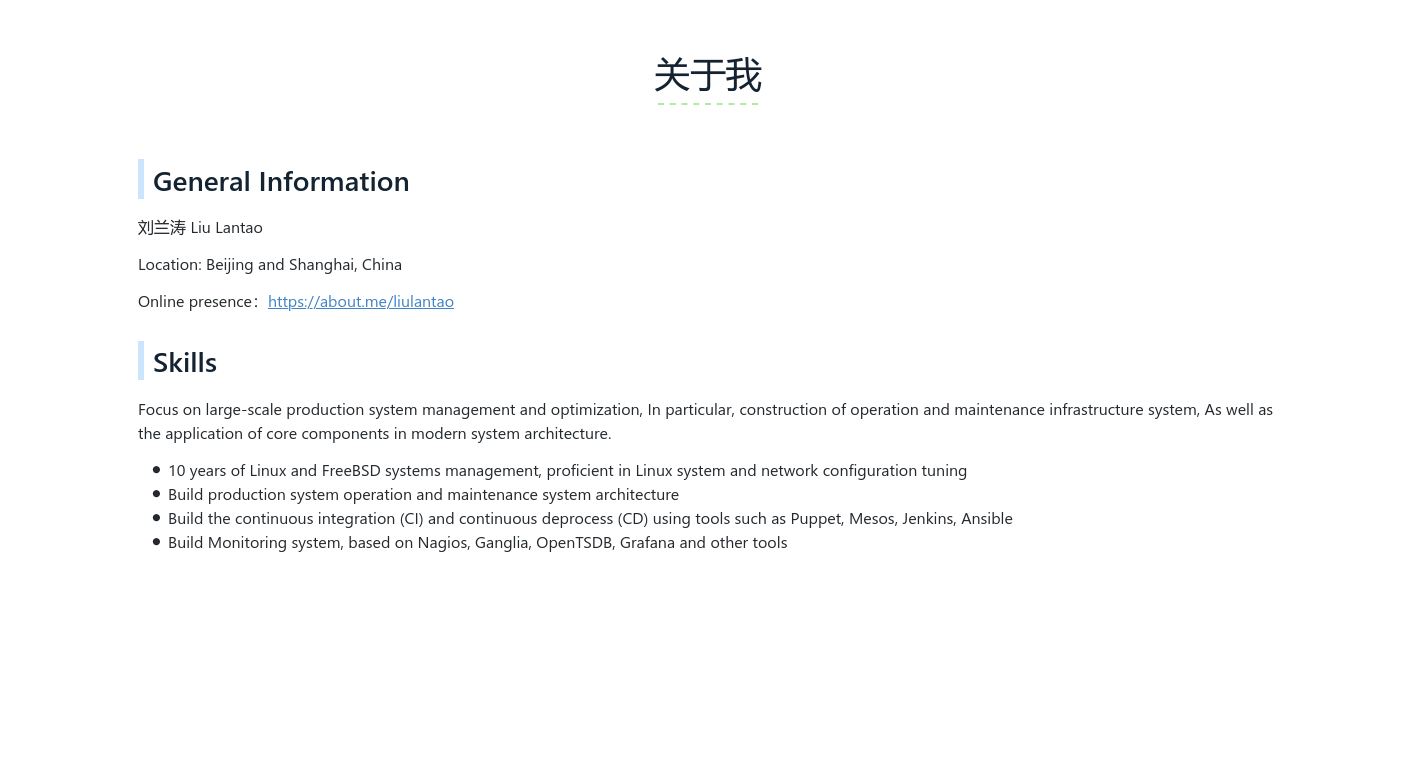 关于我
General Information
刘兰涛 Liu Lantao
Location: Beijing and Shanghai, China
Online presence：https://about.me/liulantao
Skills
Focus on large-scale production system management and optimization, In particular, construction of operation and maintenance infrastructure system, As well as
the application of core components in modern system architecture.
● 10 years of Linux and FreeBSD systems management, proficient in Linux system and network configuration tuning
● Build production system operation and maintenance system architecture
● Build the continuous integration (CI) and continuous deprocess (CD) using tools such as Puppet, Mesos, Jenkins, Ansible
● Build Monitoring system, based on Nagios, Ganglia, OpenTSDB, Grafana and other tools